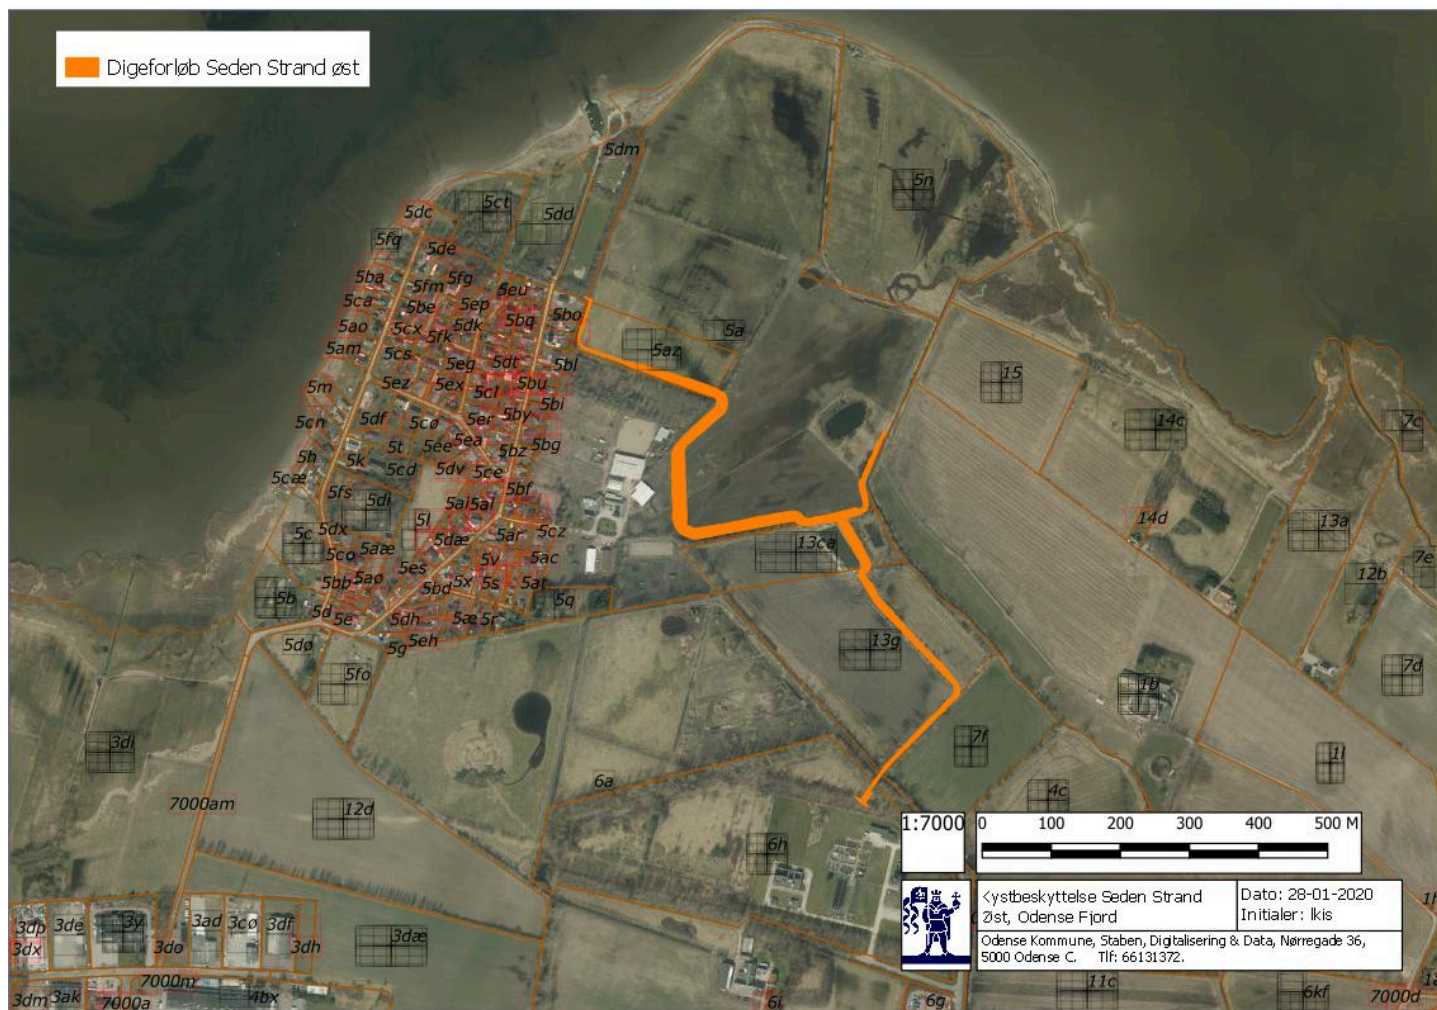 Digeforløb Seden Strand øst
5dm
5n
5ct
5dd
5dc
5fq
5de
5ba
5fm
5fg
5eu
5ca
5be
5ep
5bq
5bo
5a
5ao
5cx
5fk
5dk
5az
5am
5cs
5eg
5dt
5bl
15
5m
5ez
5ex
5cl
5bu
5bi
5cn
5df
5cø
5er
5by
14c
7c
5h
5t
5ee
5ea
5bz
5bg
5k
5cd
5dv
5ce
5cæ
5fs
5di
5ai
5al
5bf
5c
5dx
5l
5dæ
5ar
5cz
13ca
14d
13a
5co
5aæ
5es
5v
5ac
7e
5b
5bb
5aø
5bd
5x
5s
5at
12b
5d
5e
5dh
5æ
5r
5q
5dø
5g
5eh
13g
5fo
7d
1b
3di
7f
1l
6a
7000am
12d
4c
6h
1:7000
0 100 200 300 400 500 M
3dp
3de
3y
3ad
3cø
3df
3dx
3do
3dh
3dæ
<ystbeskyttelse Seden Strand
Øst, Odense Fjord
Dato: 28-01-2020
Initialer: lkis
Odense Kommune, Staben, Digitalisering & Data, Nørregade 36,
5000 Odense C. Tlf: 66131372.
7000m
3dm
3ak
7000a
4bx
6i
6g
11c
6kf
7000d